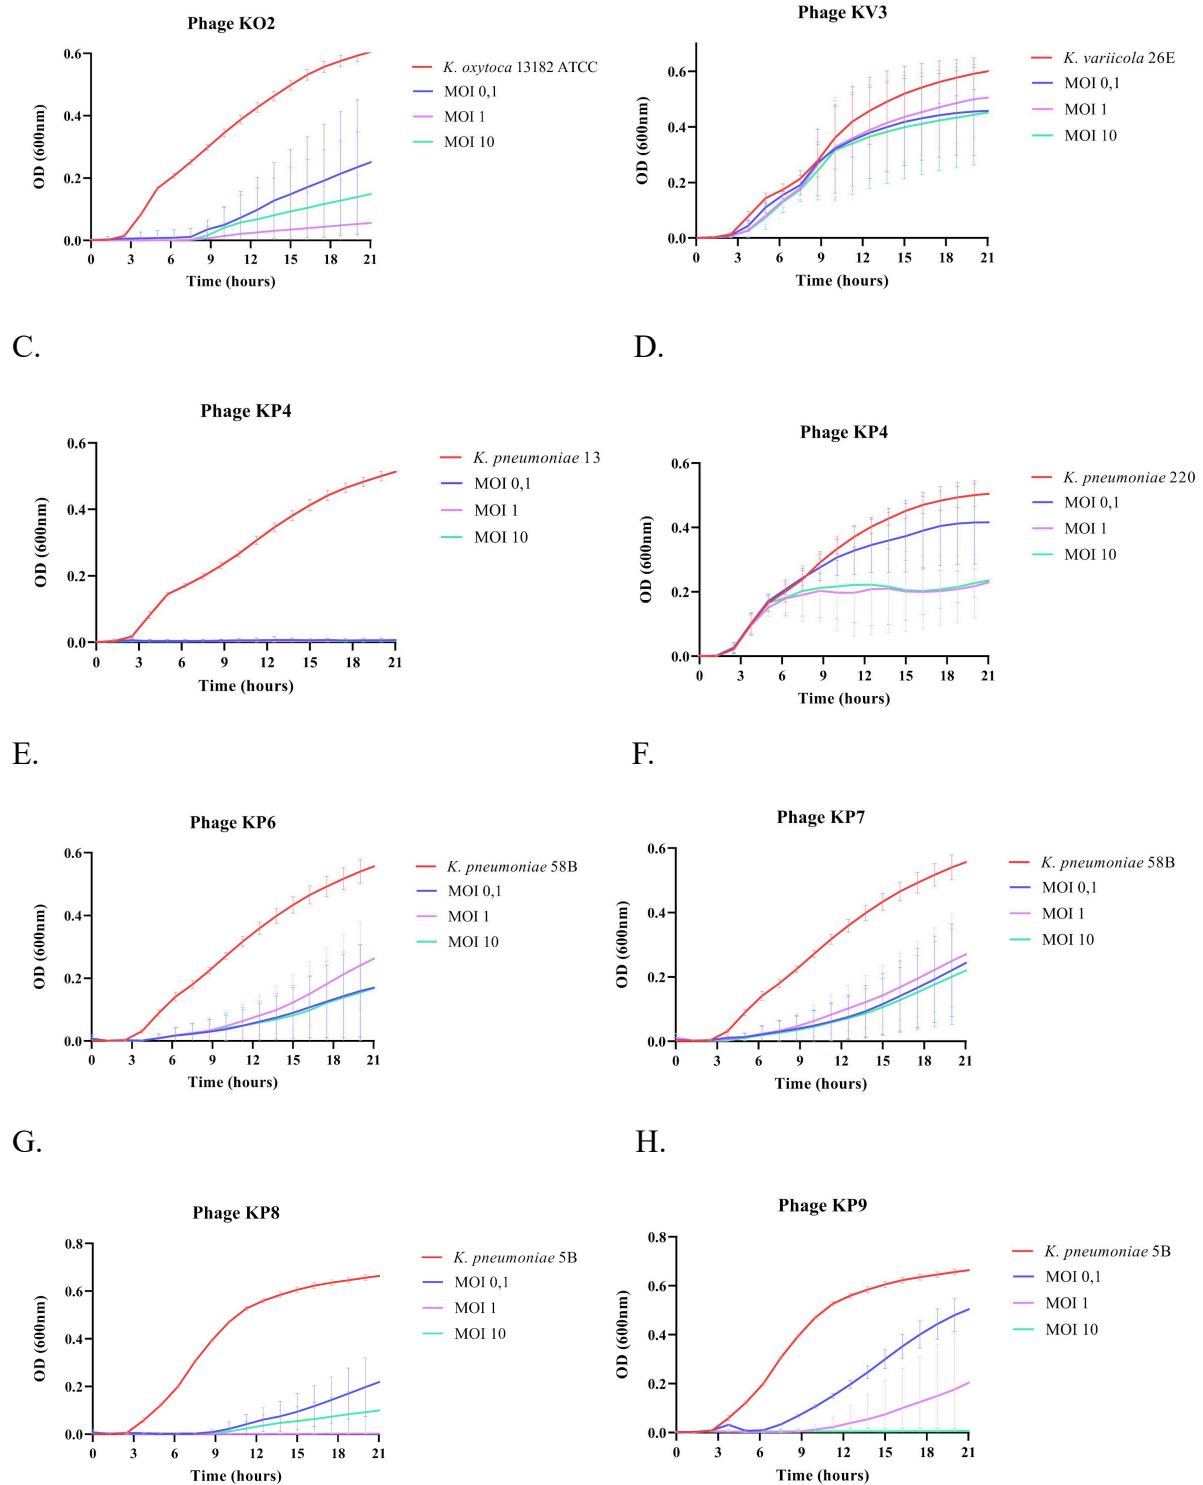 Phage KO2
0.6
0.4
0.2
0.0
OD (600nm)
0 3 6 9 12 15 18 21
Time (hours)
K. oxytoca 13182 ATCC
MOI 0,1
MOI 1
MOI 10
Phage KV3
0.6
0.4
0.2
0.0
OD (600nm)
0 3 6 9 12 15 18 21
Time (hours)
K. variicola 26E
MOI 0,1
MOI 1
MOI 10
C.
Phage KP4
0.6
0.4
0.2
0.0
OD (600nm)
0 3 6 9 12 15 18 21
Time (hours)
K. pneumoniae 13
MOI 0,1
MOI 1
MOI 10
D.
Phage KP4
0.6
0.4
0.2
0.0
OD (600nm)
0 3 6 9 12 15 18 21
Time (hours)
K. pneumoniae 220
MOI 0,1
MOI 1
MOI 10
E.
Phage KP6
0.6
0.4
0.2
0.0
OD (600nm)
0 3 6 9 12 15 18 21
Time (hours)
K. pneumoniae 58B
MOI 0,1
MOI 1
MOI 10
F.
Phage KP7
0.6
0.4
0.2
0.0
OD (600nm)
0 3 6 9 12 15 18 21
Time (hours)
K. pneumoniae 58B
MOI 0,1
MOI 1
MOI 10
G.
Phage KP8
0.8
0.6
0.4
0.2
0.0
OD (600nm)
0 3 6 9 12 15 18 21
Time (hours)
K. pneumoniae 5B
MOI 0,1
MOI 1
MOI 10
H.
Phage KP9
0.8
0.6
0.4
0.2
0.0
OD (600nm)
0 3 6 9 12 15 18 21
Time (hours)
K. pneumoniae 5B
MOI 0,1
MOI 1
MOI 10